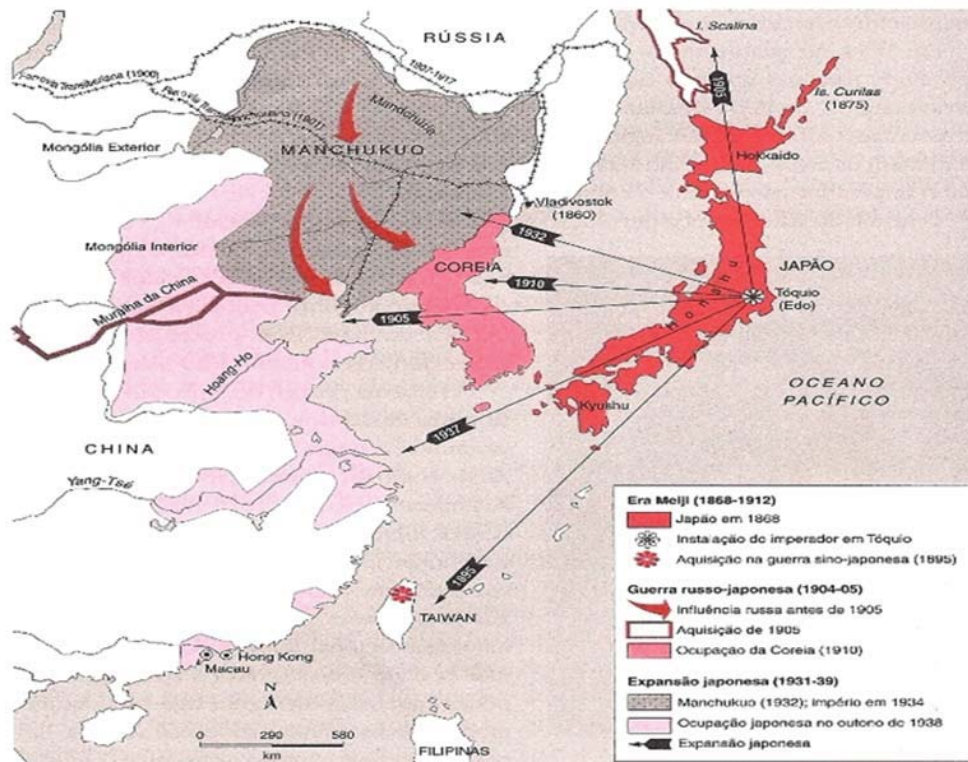 RÚSSIA
I. Scalina
1905
Is. Curilas
(1875)
Ferrovia Transiberiana (1900)
1907-1917
Mandchúria
(1901)
Mongólia Exterior
MANCHUKUO
Hokkaido
Vladivostok
(1860)
1932
Mongólia Interior
COREIA
JAPÃO
1910
Honshu
Tóquio
(Edo)
Muralha da China
1905
Hoang-Ho
OCEANO
PACÍFICO
Kyushu
1937
CHINA
Yang-Tsé
1895
TAIWAN
Hong Kong
Macau
N
0 290 580
km
FILIPINAS
Era Meiji (1868-1912)
Japão em 1868
Instalação do imperador em Tóquio
Aquisição na guerra sino-japonesa (1895)
Guerra russo-japonesa (1904-05)
Influência russa antes de 1905
Aquisição de 1905
Ocupação da Coreia (1910)
Expansão japonesa (1931-39)
Manchukuo (1932); Império em 1934
Ocupação japonesa no outono de 1938
Expansão japonesa